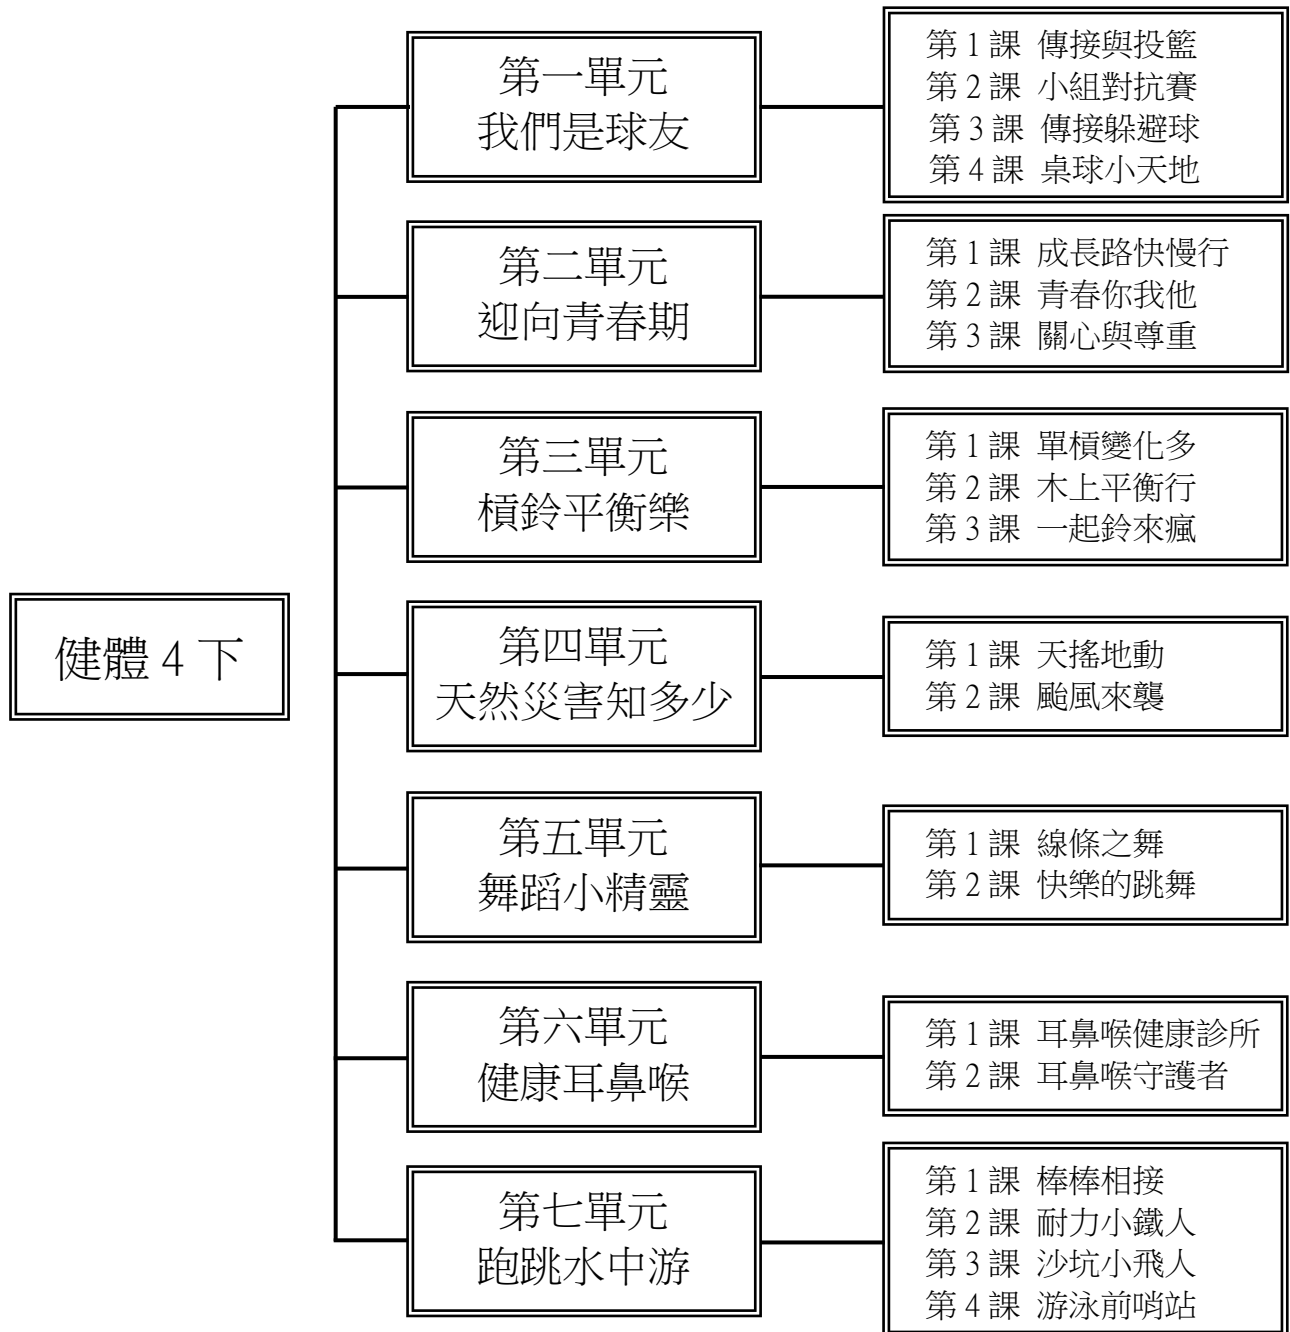 健體 4 下
第一單元
我們是球友
第 1 課 傳接與投籃
第 2 課 小組對抗賽
第 3 課 傳接躲避球
第 4 課 桌球小天地
第二單元
迎向青春期
第 1 課 成長路快慢行
第 2 課 青春你我他
第 3 課 關心與尊重
第三單元
槓鈴平衡樂
第 1 課 單槓變化多
第 2 課 木上平衡行
第 3 課 一起鈴來瘋
第四單元
天然災害知多少
第 1 課 天搖地動
第 2 課 颱風來襲
第五單元
舞蹈小精靈
第 1 課 線條之舞
第 2 課 快樂的跳舞
第六單元
健康耳鼻喉
第 1 課 耳鼻喉健康診所
第 2 課 耳鼻喉守護者
第七單元
跑跳水中游
第 1 課 棒棒相接
第 2 課 耐力小鐵人
第 3 課 沙坑小飛人
第 4 課 游泳前哨站